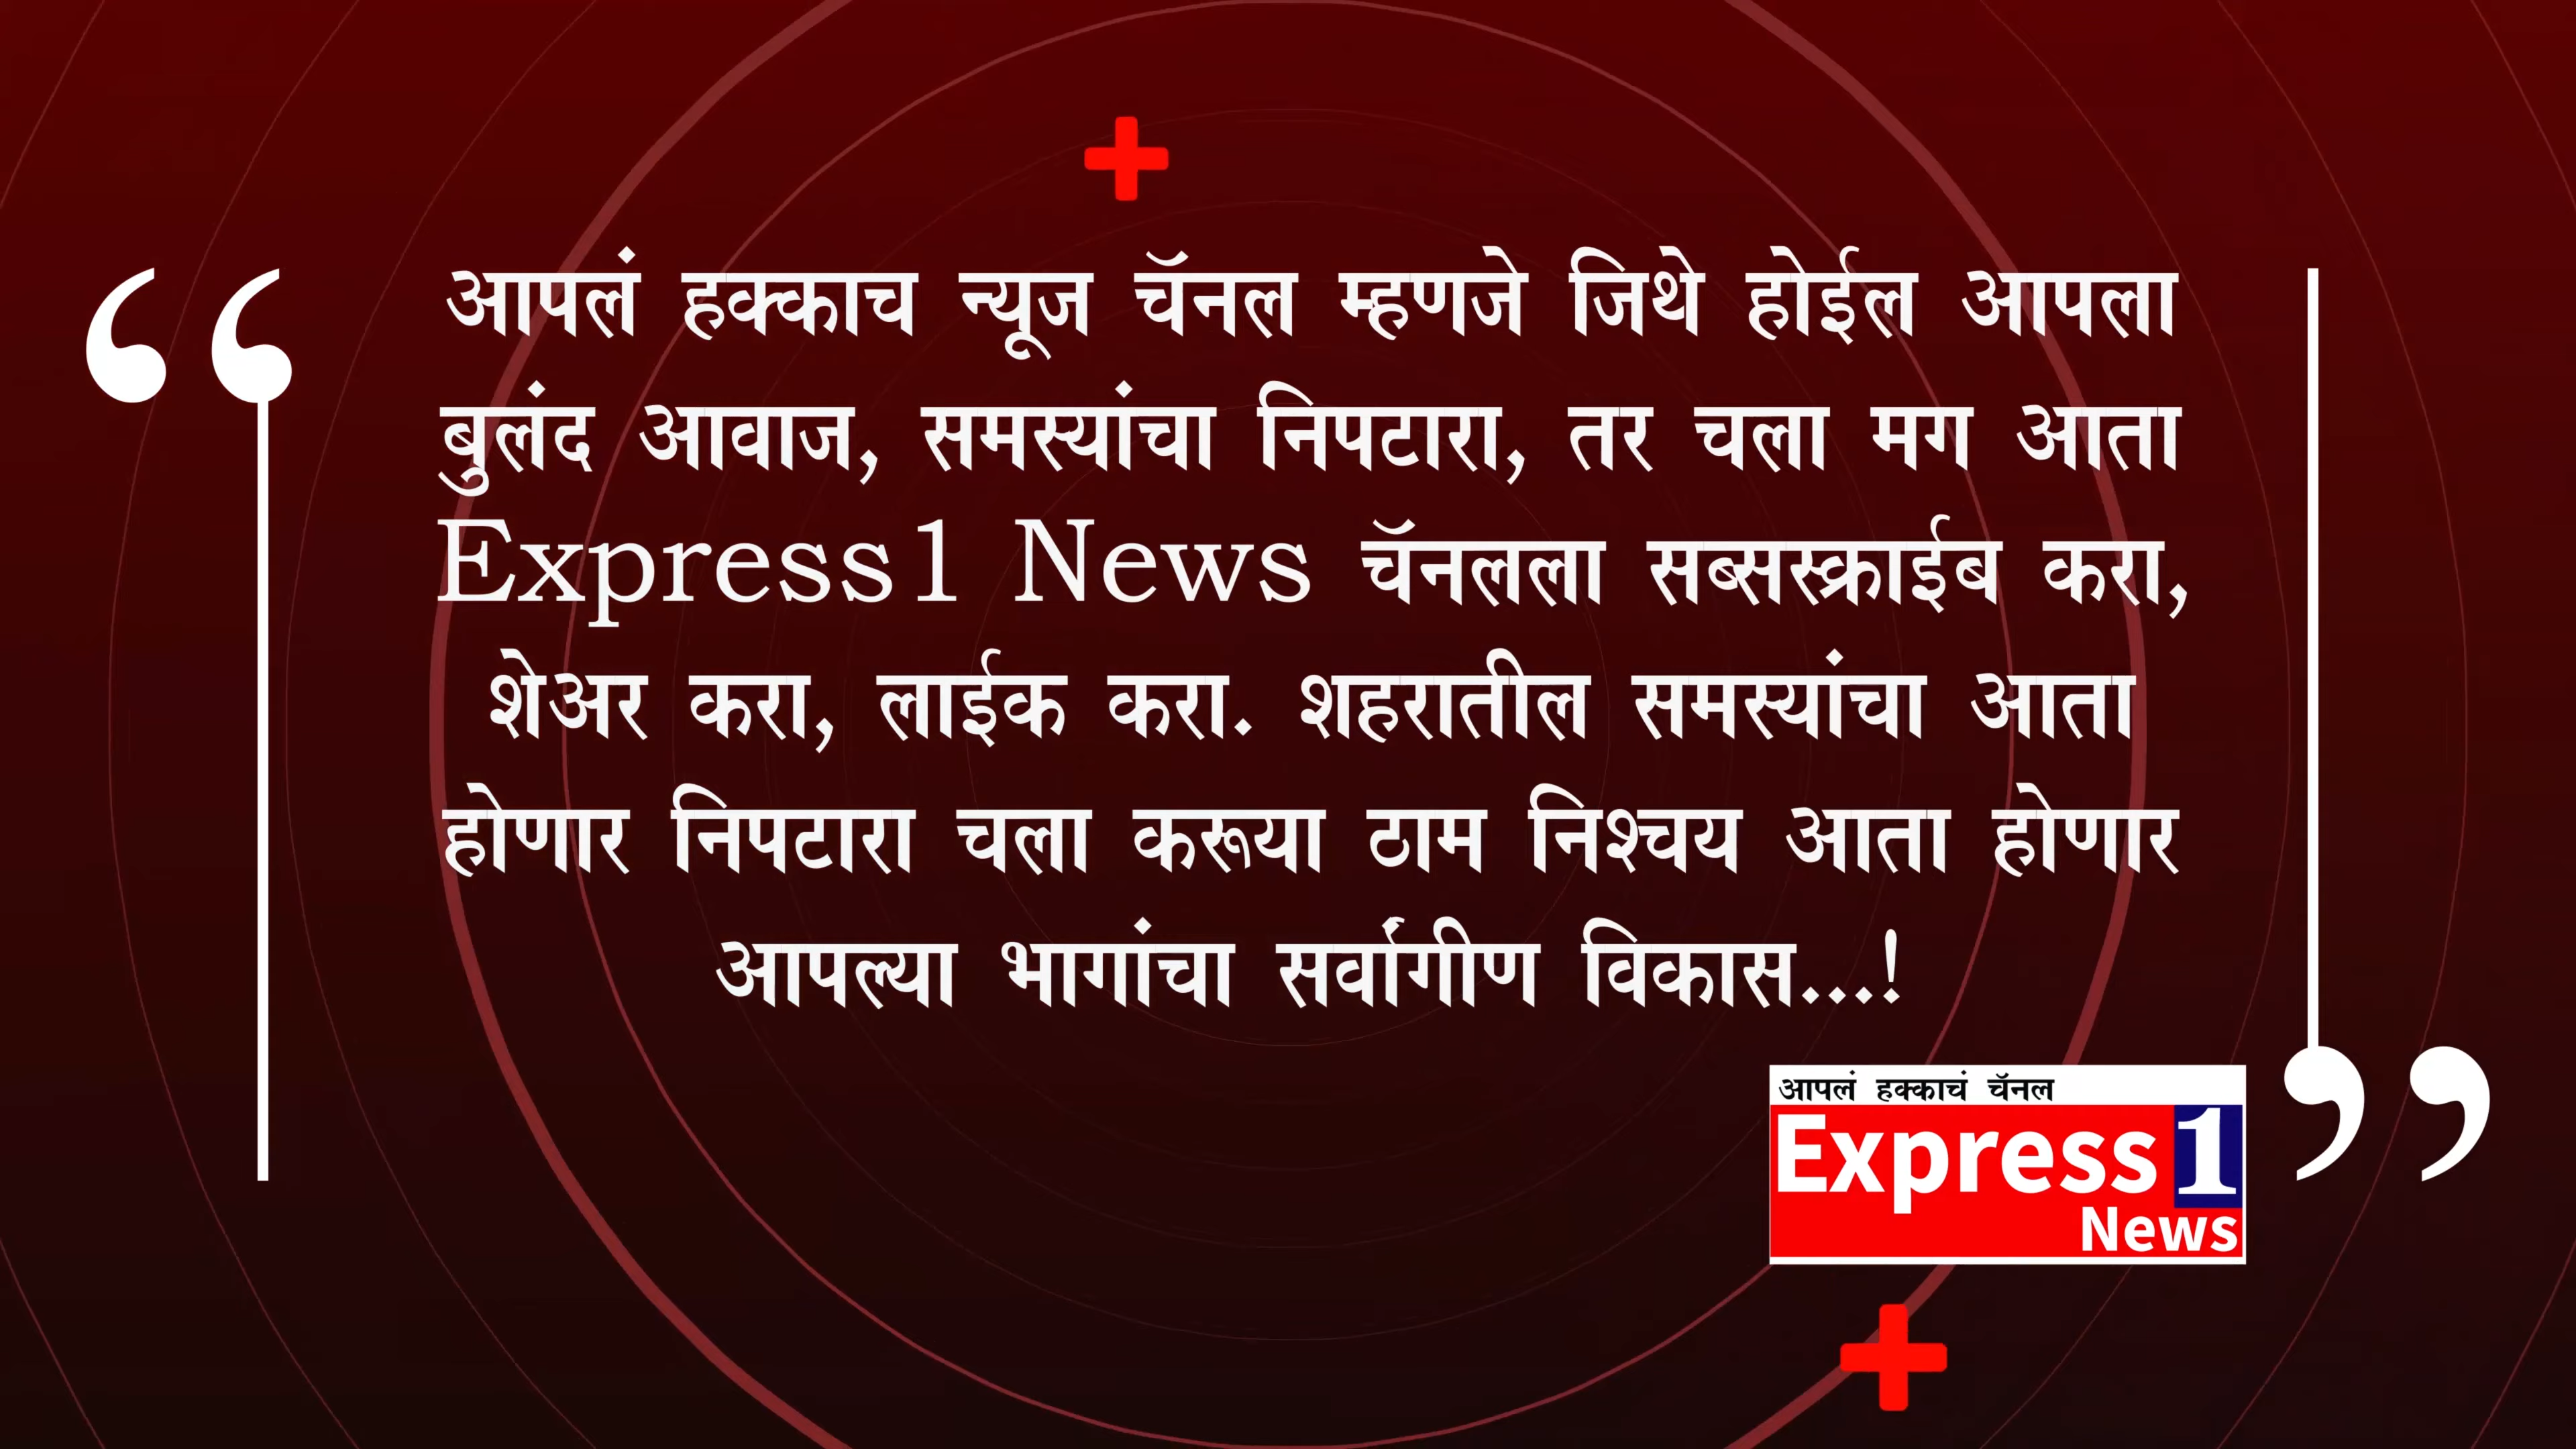 आपलं हक्काच न्यूज चॅनल म्हणजे जिथे होईल आपला
बुलंद आवाज, समस्यांचा निपटारा, तर चला मग आता
Express1 News चॅनलला सब्सस्क्राईब करा,
शेअर करा, लाईक करा. शहरातील समस्यांचा आता
होणार निपटारा चला करूया ठाम निश्चय आता होणार
आपल्या भागांचा सर्वांगीण विकास...!
आपलं हक्काचं चॅनल
Express1
News